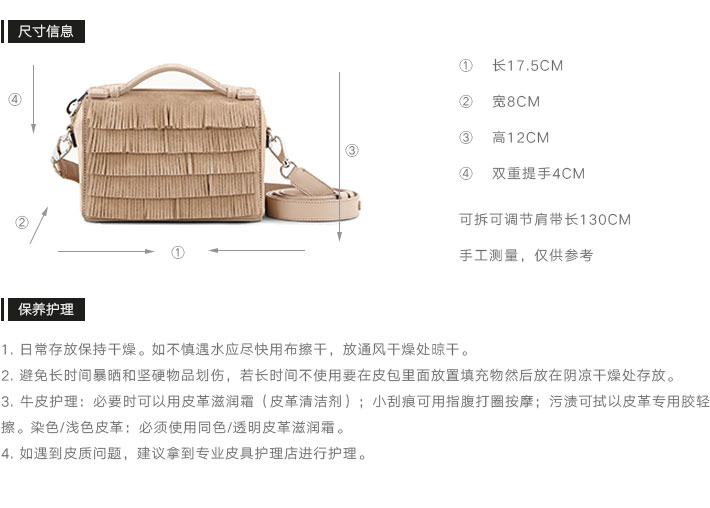 尺寸信息
① 长17.5CM
② 宽8CM
③ 高12CM
④ 双重提手4CM
可拆可调节肩带长130CM
手工测量，仅供参考
④
③
②
①
保养护理
1. 日常存放保持干燥。如不慎遇水应尽快用布擦干，放通风干燥处晾干。
2. 避免长时间暴晒和坚硬物品划伤，若长时间不使用要在皮包里面放置填充物然后放在阴凉干燥处存放。
3. 牛皮护理：必要时可以用皮革滋润霜（皮革清洁剂）；小刮痕可用指腹打圈按摩；污渍可拭以皮革专用胶轻
擦。染色/浅色皮革：必须使用同色/透明皮革滋润霜。
4. 如遇到皮质问题，建议拿到专业皮具护理店进行护理。